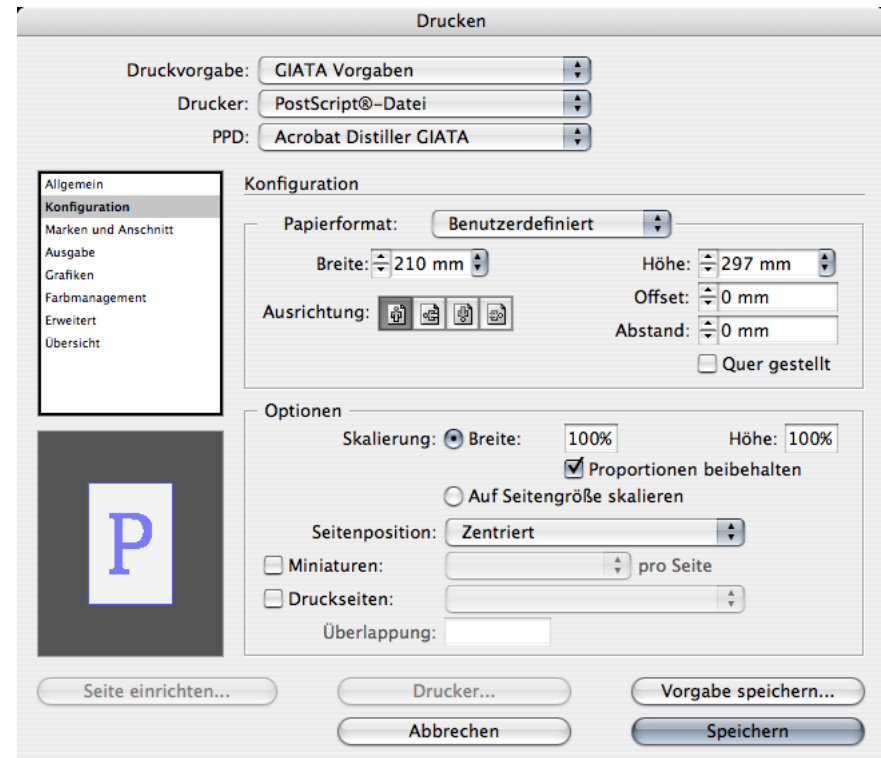 Drucken
Druckvorgabe: GIATA Vorgaben
Drucker: PostScript®-Datei
PPD: Acrobat Distiller GIATA
Allgemein
Konfiguration
Marken und Anschnitt
Ausgabe
Grafiken
Farbmanagement
Erweitert
Übersicht
Konfiguration
Papierformat: Benutzerdefiniert
Breite: 210 mm Höhe: 297 mm
Ausrichtung: Offset: 0 mm
Abstand: 0 mm
Quer gestellt
Optionen
Skalierung: Breite: 100% Höhe: 100%
Proportionen beibehalten
Auf Seitengröße skalieren
Seitenposition: Zentriert
Miniaturen: pro Seite
Druckseiten:
Überlappung:
P
Seite einrichten... Drucker... Vorgabe speichern...
Abbrechen Speichern